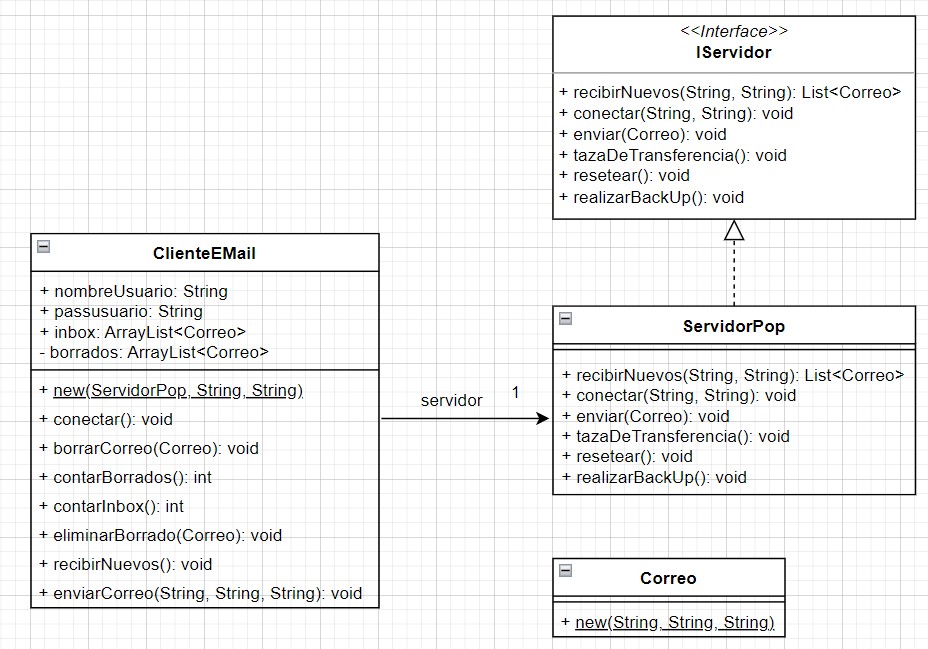 <<Interface>>
IServidor
+ recibirNuevos(String, String): List<Correo>
+ conectar(String, String): void
+ enviar(Correo): void
+ tazaDeTransferencia(): void
+ resetear(): void
+ realizarBackUp(): void
ClienteEMail
+ nombreUsuario: String
+ passusuario: String
+ inbox: ArrayList<Correo>
- borrados: ArrayList<Correo>
+ new(ServidorPop, String, String)
+ conectar(): void
+ borrarCorreo(Correo): void
+ contarBorrados(): int
+ contarInbox(): int
+ eliminarBorrado(Correo): void
+ recibirNuevos(): void
+ enviarCorreo(String, String, String): void
servidor 1
ServidorPop
+ recibirNuevos(String, String): List<Correo>
+ conectar(String, String): void
+ enviar(Correo): void
+ tazaDeTransferencia(): void
+ resetear(): void
+ realizarBackUp(): void
Correo
+ new(String, String, String)